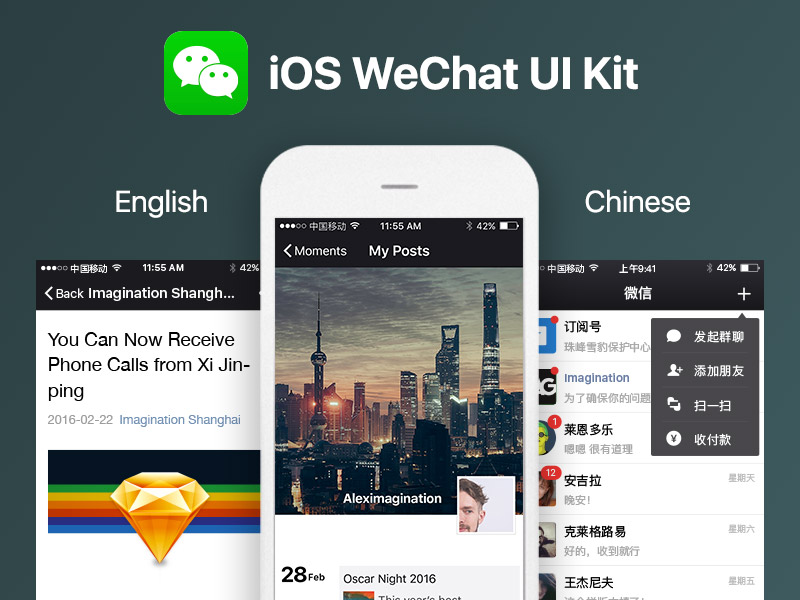 iOS WeChat UI Kit
English
Chinese
中国移动 11:55 AM 42%
Back Imagination Shangh...
You Can Now Receive
Phone Calls from Xi Jin-
ping
2016-02-22 Imagination Shanghai
中国移动 11:55 AM 42%
Moments My Posts
Aleximagination
28 Feb
Oscar Night 2016
This year's best
中国移动 上午9:41 42%
微信
订阅号
珠峰雪豹保护中心
Imagination
为了确保你的问题
1
莱恩多乐
嗯嗯 很有道理
12
安吉拉 星期天
晚安!
克莱格路易 星期六
好的，收到就行
王杰尼夫 星期五
发起群聊
添加朋友
扫一扫
收付款